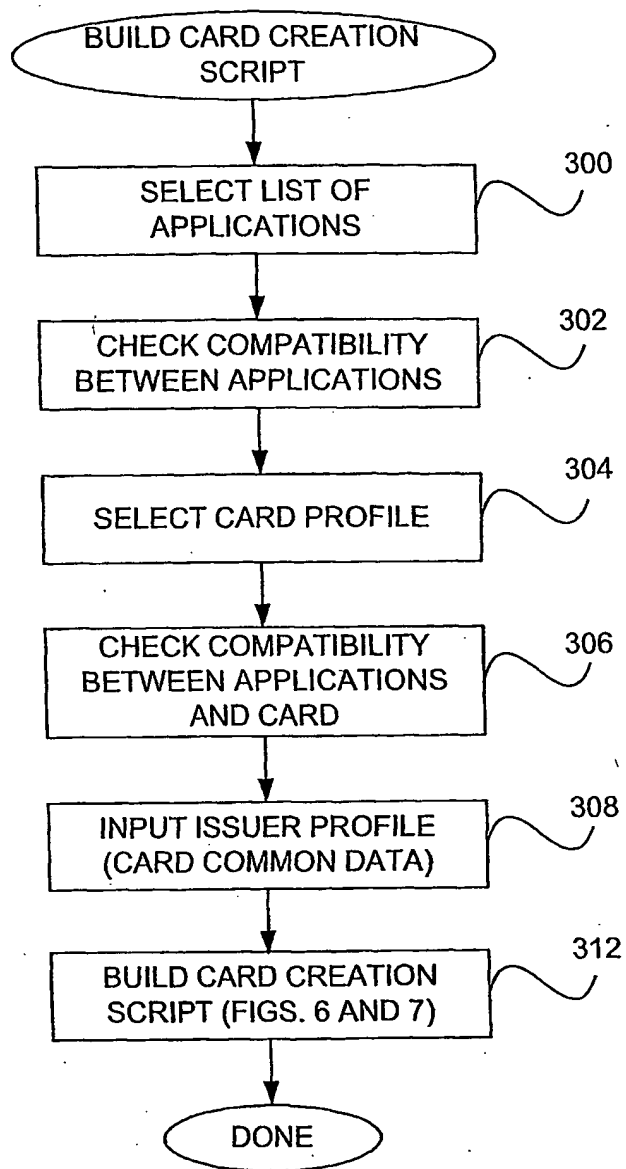 BUILD CARD CREATION
SCRIPT
300
SELECT LIST OF
APPLICATIONS
302
CHECK COMPATIBILITY
BETWEEN APPLICATIONS
304
SELECT CARD PROFILE
306
CHECK COMPATIBILITY
BETWEEN APPLICATIONS
AND CARD
308
INPUT ISSUER PROFILE
(CARD COMMON DATA)
312
BUILD CARD CREATION
SCRIPT (FIGS. 6 AND 7)
DONE